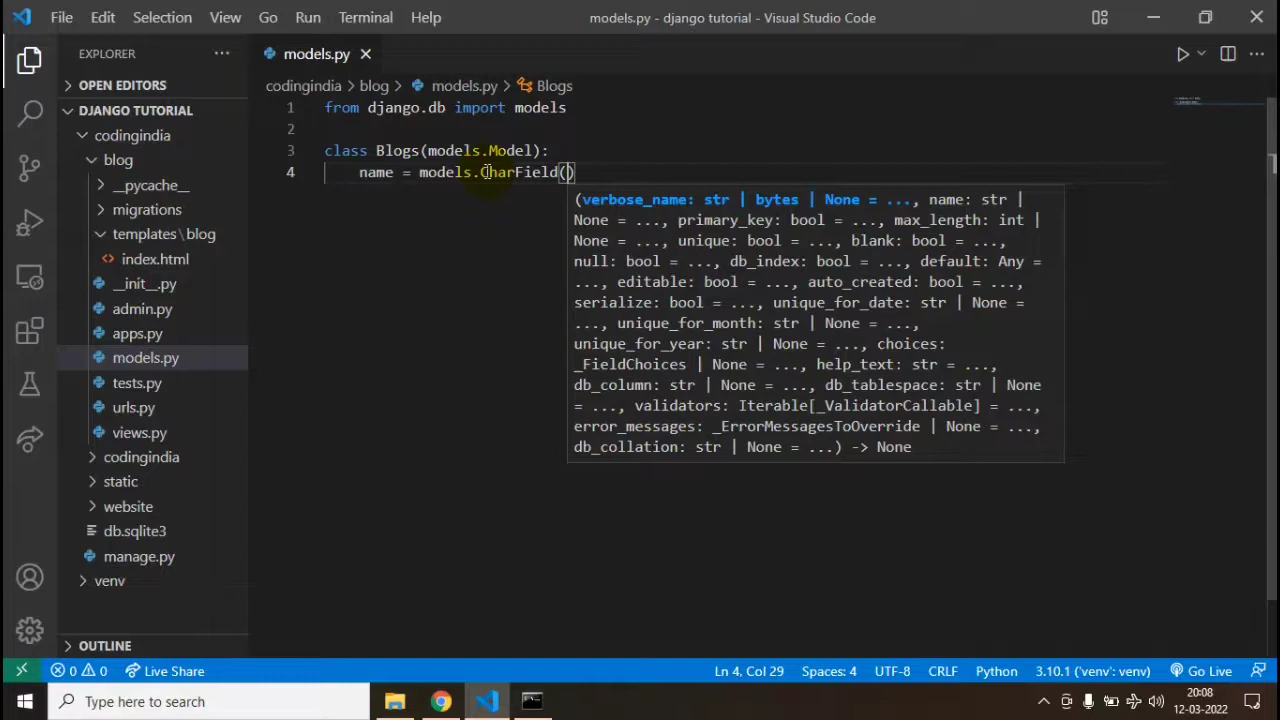 File Edit Selection View Go Run Terminal Help
models.py - django tutorial - Visual Studio Code
EXPLORER
OPEN EDITORS
DJANGO TUTORIAL
codingindia
blog
__pycache__
migrations
templates\blog
index.html
__init__.py
admin.py
apps.py
models.py
tests.py
urls.py
views.py
codingindia
static
website
db.sqlite3
manage.py
venv
OUTLINE
models.py
codingindia > blog > models.py > Blogs
1 from django.db import models
2
3 class Blogs(models.Model):
4 name = models.CharField()
(verbose_name: str | bytes | None = ..., name: str |
None = ..., primary_key: bool = ..., max_length: int |
None = ..., unique: bool = ..., blank: bool = ...,
null: bool = ..., db_index: bool = ..., default: Any =
..., editable: bool = ..., auto_created: bool = ...,
serialize: bool = ..., unique_for_date: str | None =
..., unique_for_month: str | None = ...,
unique_for_year: str | None = ..., choices:
_FieldChoices | None = ..., help_text: str = ...,
db_column: str | None = ..., db_tablespace: str | None
= ..., validators: Iterable[_ValidatorCallable] = ...,
error_messages: _ErrorMessagesToOverride | None = ...,
db_collation: str | None = ...) -> None
0 0 Live Share
Ln 4, Col 29 Spaces: 4 UTF-8 CRLF Python 3.10.1 ('venv': venv) Go Live
Type here to search
20:08
12-03-2022